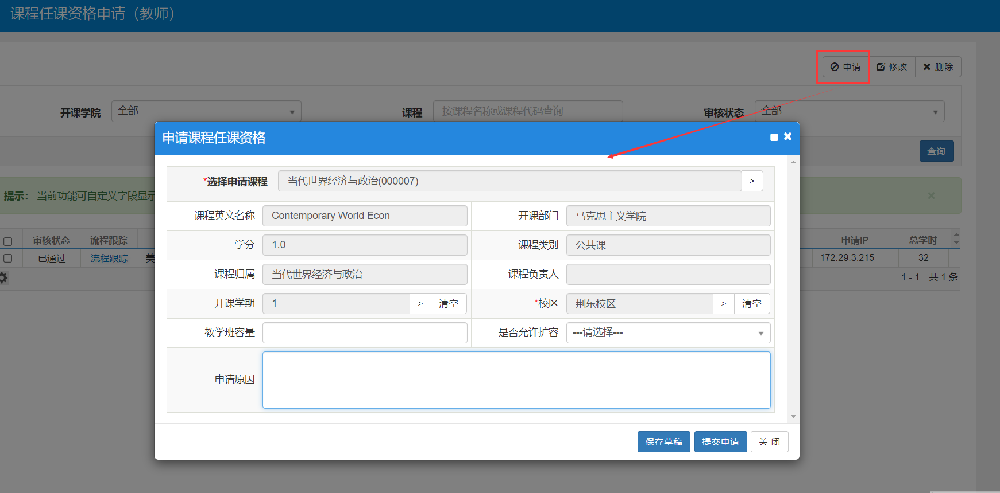 课程任课资格申请（教师）
申请 修改 删除
开课学院 全部 课程 按课程名称或课程代码查询 审核状态 全部
申请课程任课资格
查询
*选择申请课程 当代世界经济与政治(000007) >
提示： 当前功能可自定义字段显示
课程英文名称 Contemporary World Econ 开课部门 马克思主义学院
学分 1.0 课程类别 公共课
审核状态 流程跟踪 申请IP 总学时
已通过 流程跟踪 美 172.29.3.215 32
课程归属 当代世界经济与政治 课程负责人
1 - 1 共 1 条
开课学期 1 > 清空 *校区 荆东校区 > 清空
教学班容量 是否允许扩容 ---请选择---
申请原因
保存草稿 提交申请 关 闭